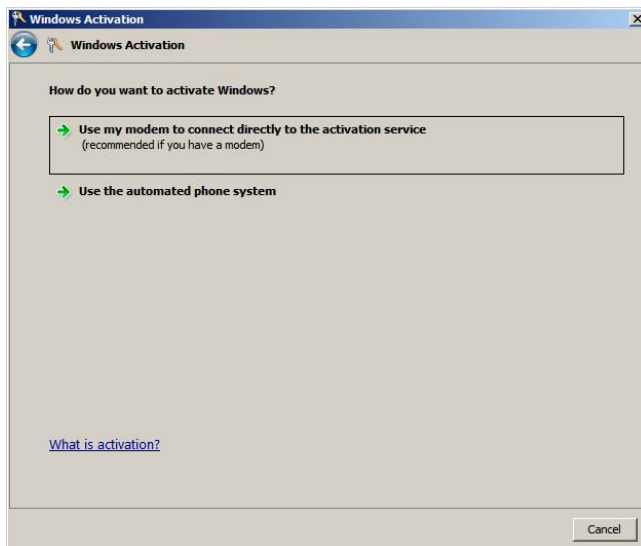 Windows Activation
Windows Activation
How do you want to activate Windows?
Use my modem to connect directly to the activation service
(recommended if you have a modem)
Use the automated phone system
What is activation?
Cancel